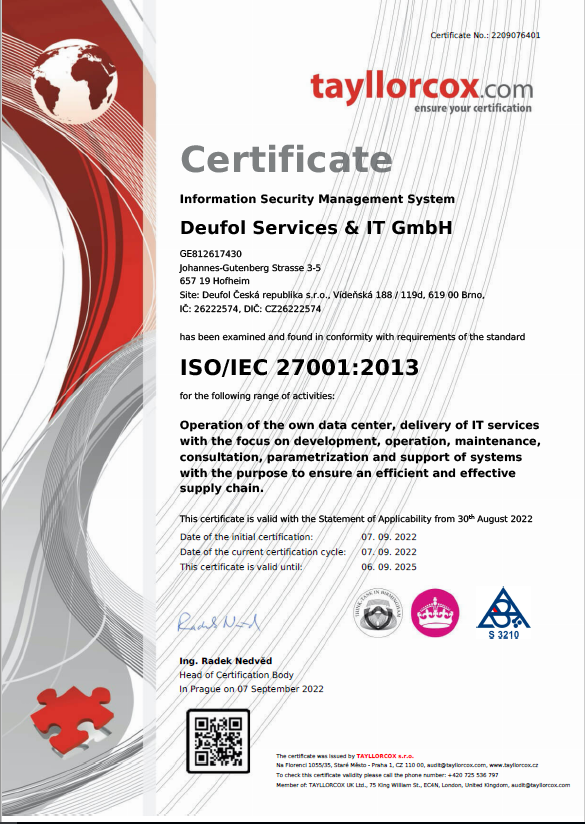 Certificate No.: 2209076401
tayllorcox.com
ensure your certification
Certificate
Information Security Management System
Deufol Services & IT GmbH
GE812617430
Johannes-Gutenberg Strasse 3-5
657 19 Hofheim
Site: Deufol Česká republika s.r.o., Vídeňská 188 / 119d, 619 00 Brno,
IČ: 26222574, DIČ: CZ26222574
has been examined and found in conformity with requirements of the standard
ISO/IEC 27001:2013
for the following range of activities:
Operation of the own data center, delivery of IT services
with the focus on development, operation, maintenance,
consultation, parametrization and support of systems
with the purpose to ensure an efficient and effective
supply chain.
This certificate is valid with the Statement of Applicability from 30th August 2022
Date of the initial certification: 07. 09. 2022
Date of the current certification cycle: 07. 09. 2022
This certificate is valid until: 06. 09. 2025
THINK TANK IN BIRMINGHAM
S 3210
Ing. Radek Nedvěd
Head of Certification Body
In Prague on 07 September 2022
The certificate was issued by TAYLLORCOX s.r.o.
Na Florenci 1055/35, Staré Město - Praha 1, CZ 110 00, audit@tayllorcox.com, www.tayllorcox.cz
To check this certificate validity please call the phone number: +420 725 536 797
Member of: TAYLLORCOX UK Ltd., 75 King William St., EC4N, London, United Kingdom, audit@tayllorcox.com